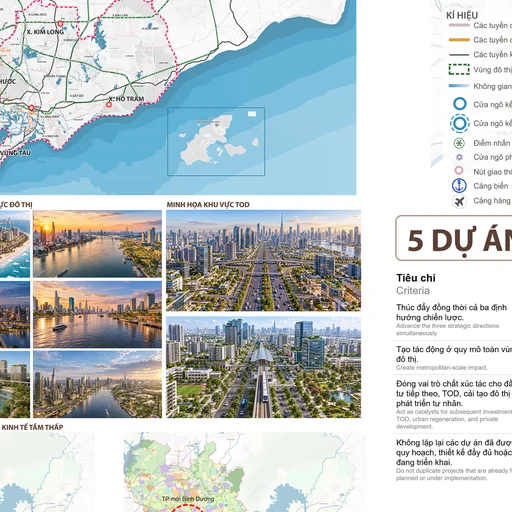 X. KIM LONG
X. HỒ TRÀM
VŨNG TÀU
KÍ HIỆU
Các tuyến
Các tuyến
Các tuyến
Vùng đô thị
Không gian
Cửa ngõ
Cửa ngõ
Điểm nhấn
Cửa ngõ
Nút giao
Cảng biển
Cảng hàng
VỰC ĐÔ THỊ
MINH HỌA KHU VỰC TOD
5 DỰ ÁN
Tiêu chí
Criteria
Thúc đẩy đồng thời cả ba định
hướng chiến lược.
Advance the three strategic directions
simultaneously.
Tạo tác động ở quy mô toàn vùng
đô thị.
Create metropolitan-scale impact.
Đóng vai trò chất xúc tác cho
tư tiếp theo, TOD, cải tạo đô thị
phát triển tư nhân.
Act as catalysts for subsequent investment
TOD, urban regeneration, and private
development.
Không lặp lại các dự án đã
quy hoạch, thiết kế đầy đủ hoặc
đang triển khai.
Do not duplicate projects that are already
planned or under implementation.
KINH TẾ TẦM THẤP
TP mới Bình Dương